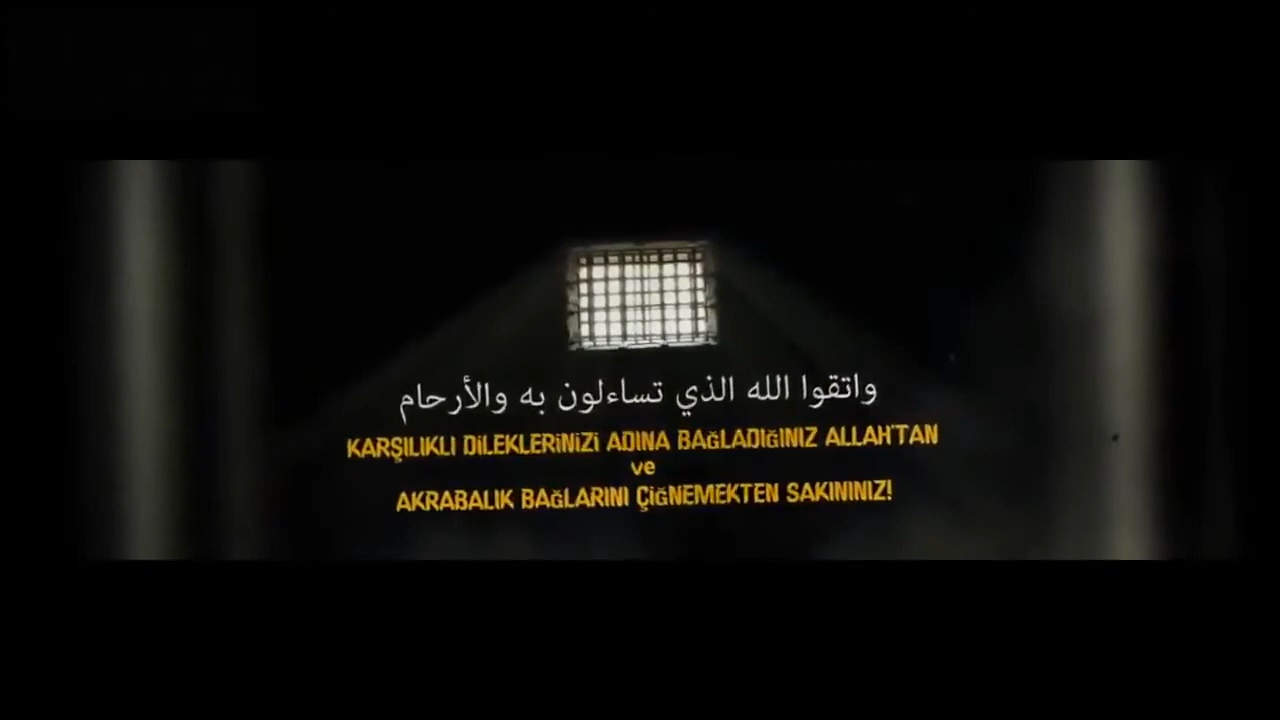 واتقوا الله الذي تساءلون به والأرحام
KARŞILIKLI DİLEKLERİNİZİ ADINA BAĞLADIĞINIZ ALLAH'TAN
ve
AKRABALIK BAĞLARINI ÇİĞNEMEKTEN SAKININIZ!